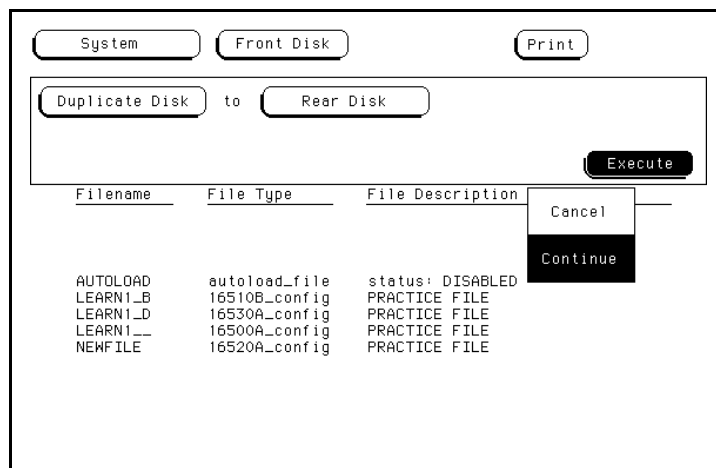 System Front Disk Print
Duplicate Disk to Rear Disk
Execute
Filename File Type File Description
Cancel
Continue
AUTOLOAD autoload_file status: DISABLED
LEARN1_B 16510B_config PRACTICE FILE
LEARN1_D 16530A_config PRACTICE FILE
LEARN1__ 16500A_config PRACTICE FILE
NEWFILE 16520A_config PRACTICE FILE